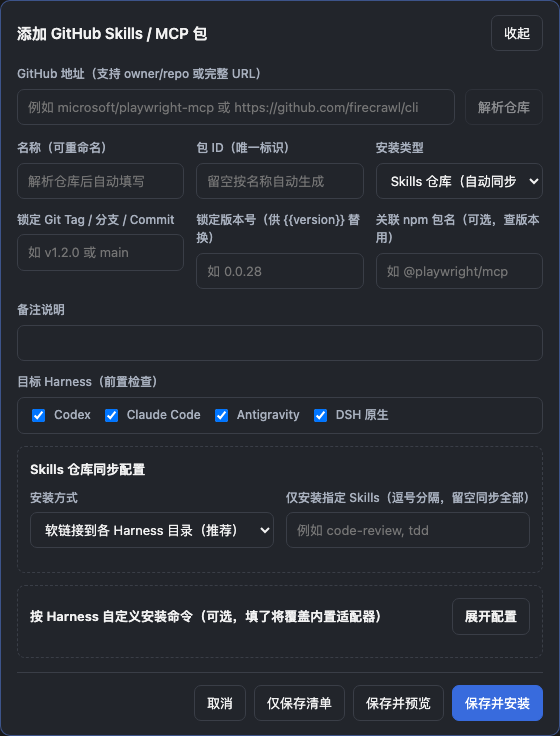 添加 GitHub Skills / MCP 包
收起
GitHub 地址（支持 owner/repo 或完整 URL）
例如 microsoft/playwright-mcp 或 https://github.com/firecrawl/cli
解析仓库
名称（可重命名）
包 ID（唯一标识）
安装类型
解析仓库后自动填写
留空按名称自动生成
Skills 仓库（自动同步
锁定 Git Tag / 分支 / Commit
锁定版本号（供 {{version}} 替
换）
关联 npm 包名（可选，查版本
用）
如 v1.2.0 或 main
如 0.0.28
如 @playwright/mcp
备注说明
目标 Harness（前置检查）
Codex
Claude Code
Antigravity
DSH 原生
Skills 仓库同步配置
安装方式
仅安装指定 Skills（逗号分隔，留空同步全部）
软链接到各 Harness 目录（推荐）
例如 code-review, tdd
按 Harness 自定义安装命令（可选，填了将覆盖内置适配器）
展开配置
取消
仅保存清单
保存并预览
保存并安装